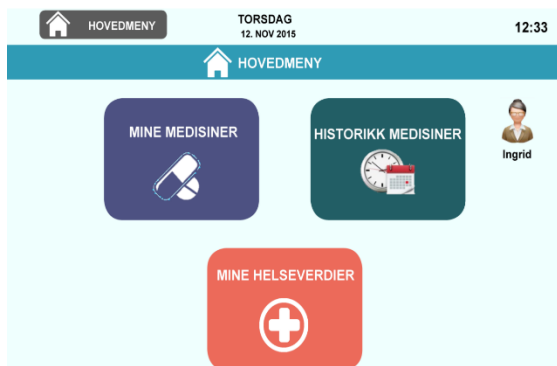 HOVEDMENY
TORSDAG
12. NOV 2015
12:33
HOVEDMENY
MINE MEDISINER
HISTORIKK MEDISINER
Ingrid
MINE HELSEVERDIER